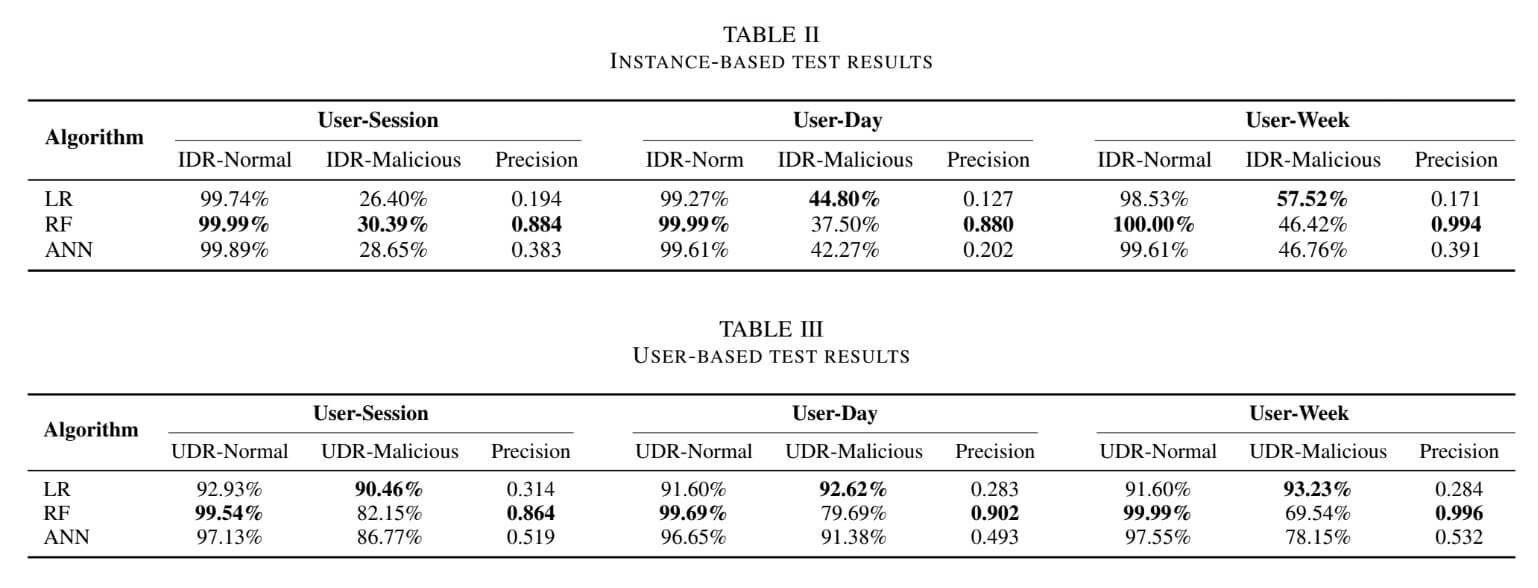 TABLE II
INSTANCE-BASED TEST RESULTS
Algorithm User-Session User-Day User-Week
IDR-Normal IDR-Malicious Precision IDR-Norm IDR-Malicious Precision IDR-Normal IDR-Malicious Precision
LR 99.74% 26.40% 0.194 99.27% 44.80% 0.127 98.53% 57.52% 0.171
RF 99.99% 30.39% 0.884 99.99% 37.50% 0.880 100.00% 46.42% 0.994
ANN 99.89% 28.65% 0.383 99.61% 42.27% 0.202 99.61% 46.76% 0.391
TABLE III
USER-BASED TEST RESULTS
Algorithm User-Session User-Day User-Week
UDR-Normal UDR-Malicious Precision UDR-Normal UDR-Malicious Precision UDR-Normal UDR-Malicious Precision
LR 92.93% 90.46% 0.314 91.60% 92.62% 0.283 91.60% 93.23% 0.284
RF 99.54% 82.15% 0.864 99.69% 79.69% 0.902 99.99% 69.54% 0.996
ANN 97.13% 86.77% 0.519 96.65% 91.38% 0.493 97.55% 78.15% 0.532